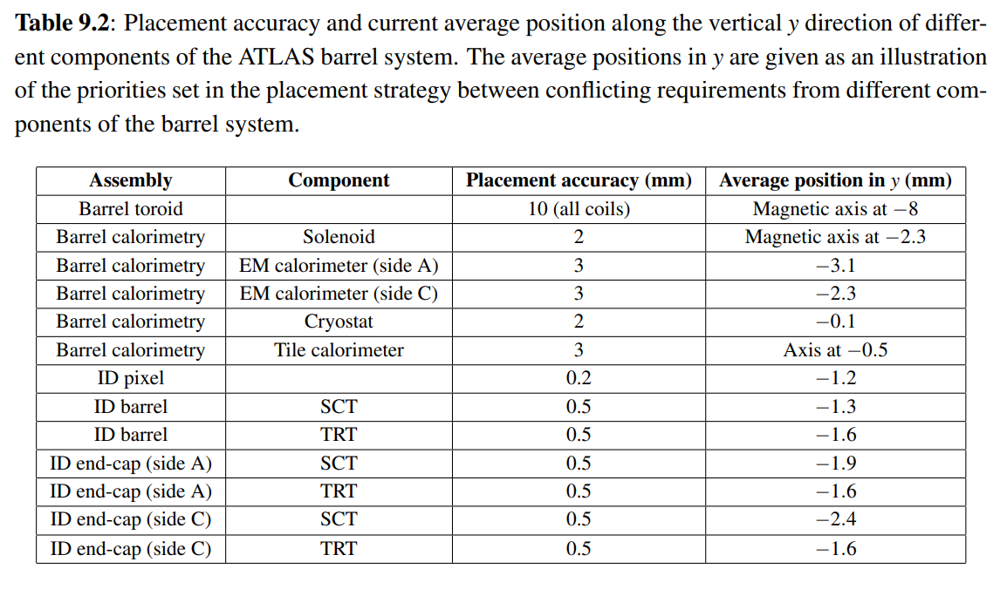 Table 9.2: Placement accuracy and current average position along the vertical y direction of differ-
ent components of the ATLAS barrel system. The average positions in y are given as an illustration
of the priorities set in the placement strategy between conflicting requirements from different com-
ponents of the barrel system.
Assembly Component Placement accuracy (mm) Average position in y (mm)
Barrel toroid 10 (all coils) Magnetic axis at −8
Barrel calorimetry Solenoid 2 Magnetic axis at −2.3
Barrel calorimetry EM calorimeter (side A) 3 −3.1
Barrel calorimetry EM calorimeter (side C) 3 −2.3
Barrel calorimetry Cryostat 2 −0.1
Barrel calorimetry Tile calorimeter 3 Axis at −0.5
ID pixel 0.2 −1.2
ID barrel SCT 0.5 −1.3
ID barrel TRT 0.5 −1.6
ID end-cap (side A) SCT 0.5 −1.9
ID end-cap (side A) TRT 0.5 −1.6
ID end-cap (side C) SCT 0.5 −2.4
ID end-cap (side C) TRT 0.5 −1.6